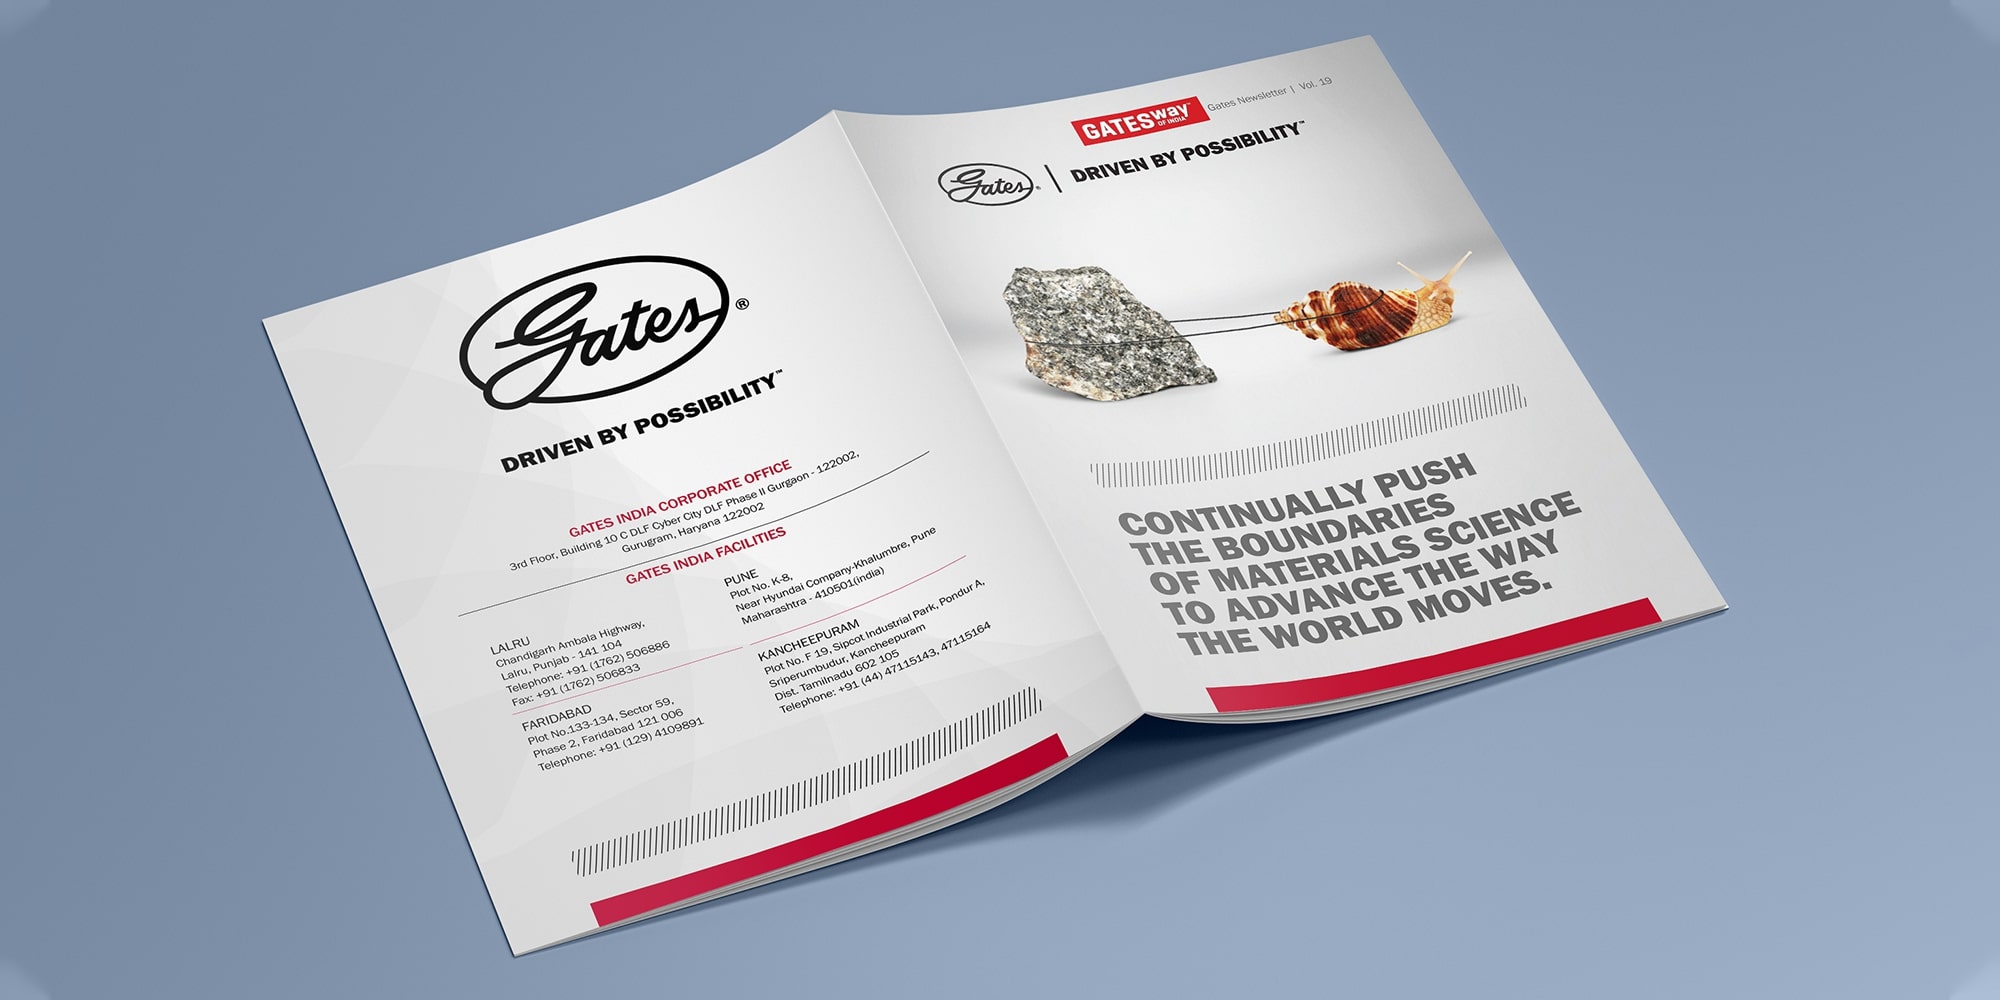 Gates®
DRIVEN BY POSSIBILITY™
GATES INDIA CORPORATE OFFICE
3rd Floor, Building 10 C DLF Cyber City DLF Phase II Gurgaon - 122002,
Gurugram, Haryana 122002
GATES INDIA FACILITIES
LALRU
Chandigarh Ambala Highway,
Lalru, Punjab - 141 104
Telephone: +91 (1762) 506886
Fax: +91 (1762) 506833
FARIDABAD
Plot No.133-134, Sector 59,
Phase 2, Faridabad 121 006
Telephone: +91 (129) 4109891
PUNE
Plot No. K-8,
Near Hyundai Company-Khalumbre, Pune
Maharashtra - 410501(india)
KANCHEEPURAM
Plot No. F 19, Sipcot Industrial Park, Pondur A,
Sriperumbudur, Kancheepuram
Dist. Tamilnadu 602 105
Telephone: +91 (44) 47115143, 47115164
GATESway™ OF INDIA Gates Newsletter | Vol. 19
Gates® | DRIVEN BY POSSIBILITY™
CONTINUALLY PUSH
THE BOUNDARIES
OF MATERIALS SCIENCE
TO ADVANCE THE WAY
THE WORLD MOVES.